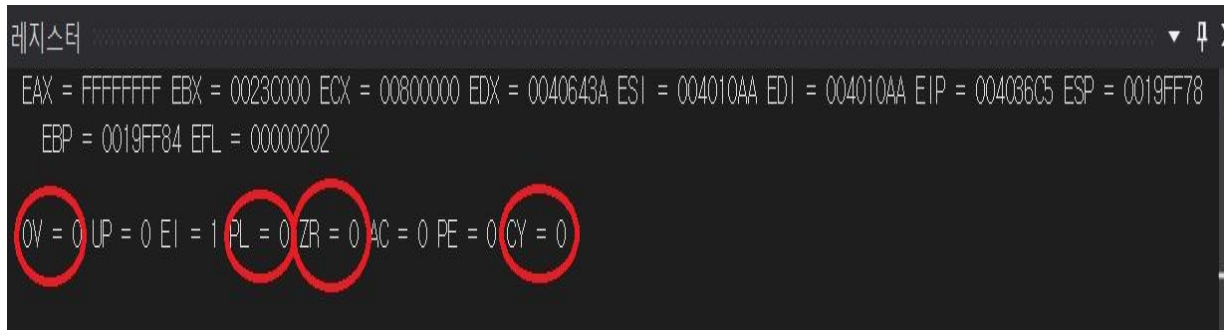 레지스터
EAX = FFFFFFFF EBX = 0023C000 ECX = 00800000 EDX = 0040643A ESI = 004010AA EDI = 004010AA EIP = 004036C5 ESP = 0019FF78
EBP = 0019FF84 EFL = 00000202
OV = 0 UP = 0 EI = 1 PL = 0 ZR = 0 AC = 0 PE = 0 CY = 0